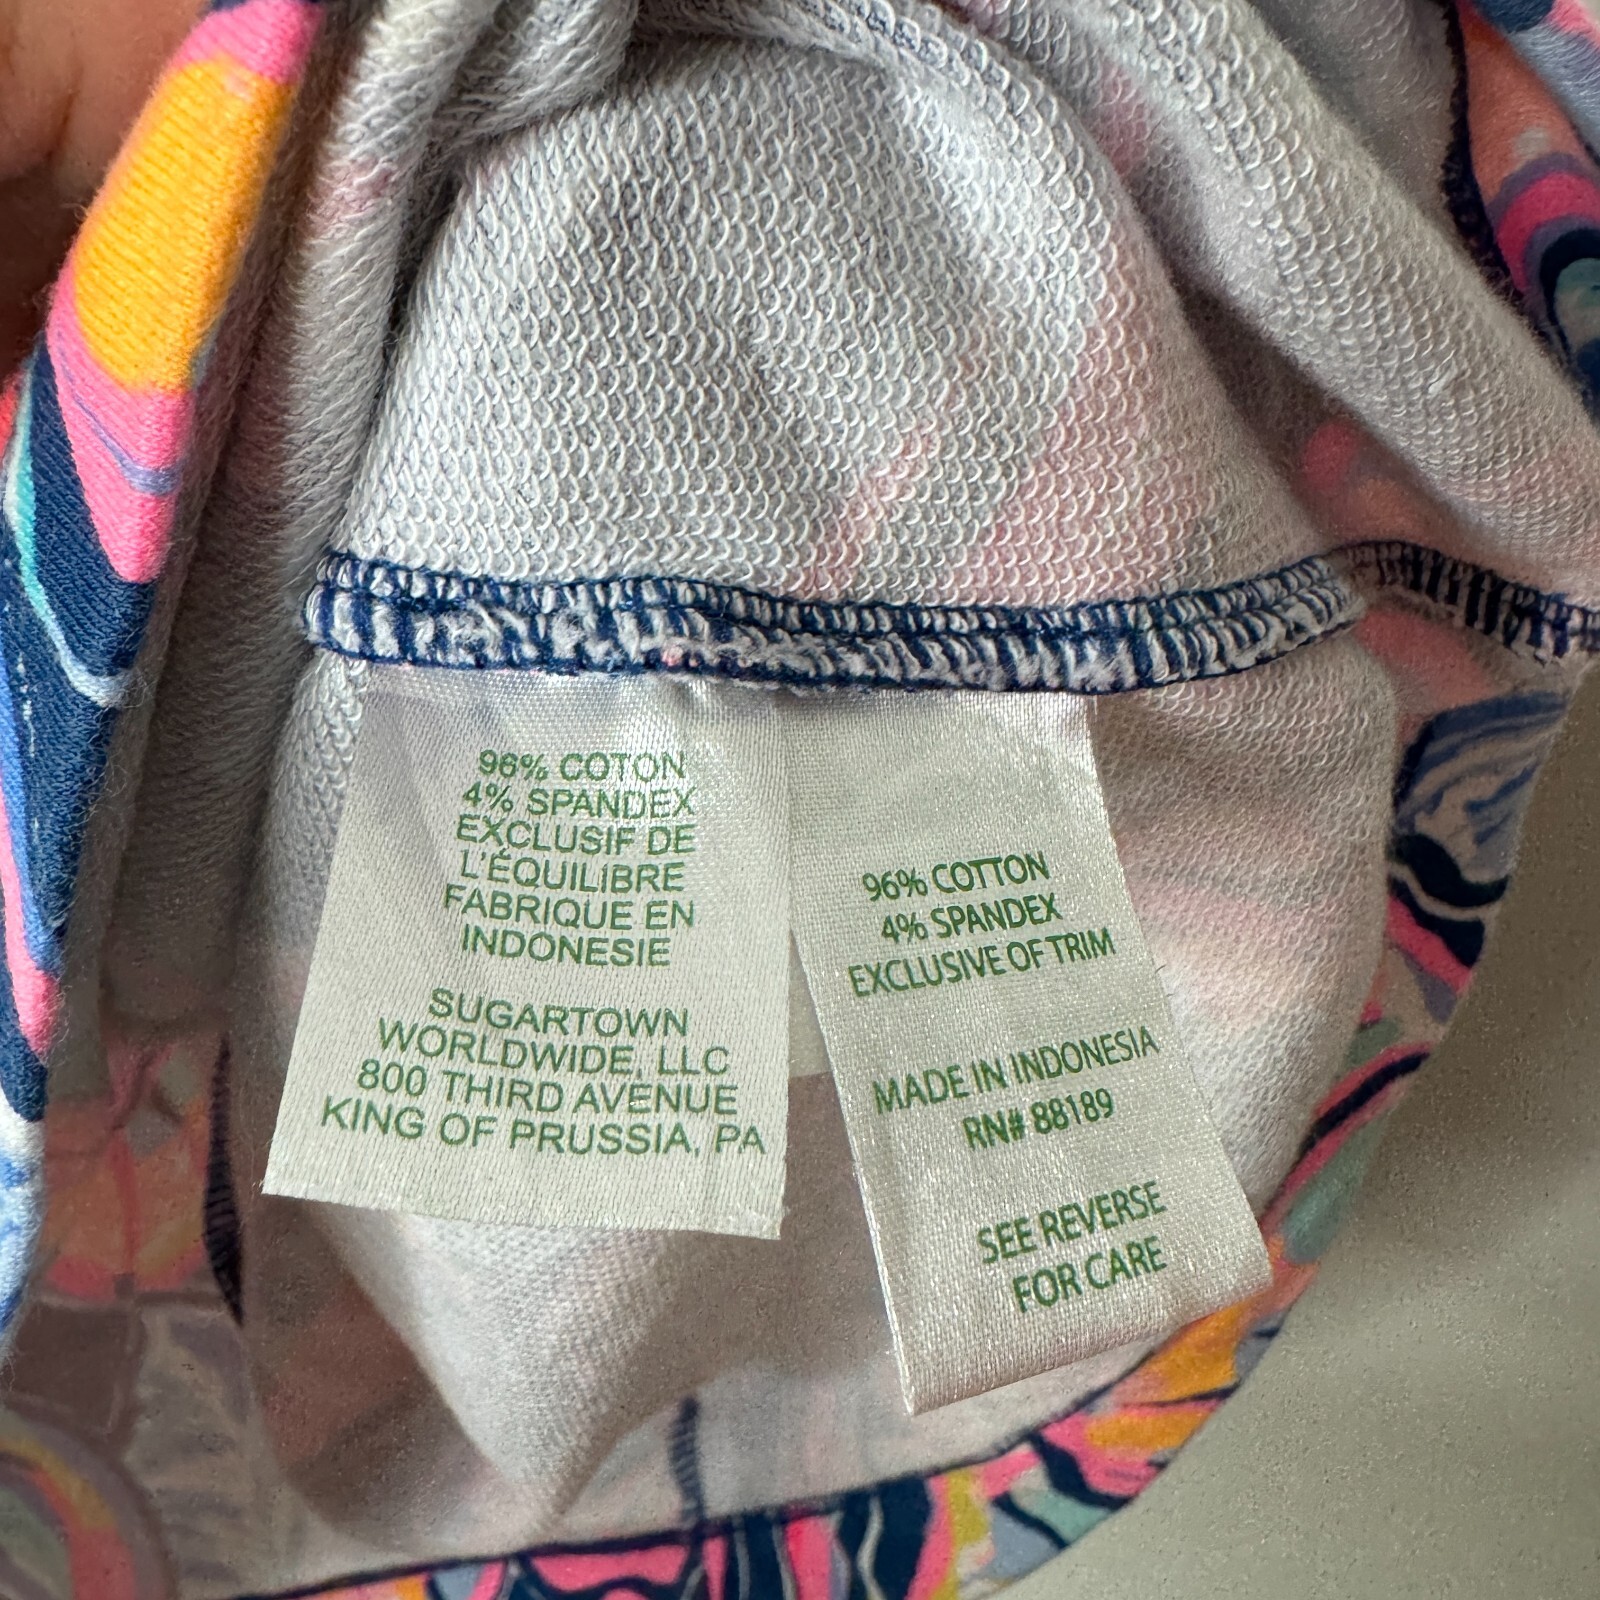 96% COTON
4% SPANDEX
EXCLUSIF DE
L'ÉQUILIBRE
FABRIQUE EN
INDONESIE
SUGARTOWN
WORLDWIDE, LLC
800 THIRD AVENUE
KING OF PRUSSIA, PA
96% COTTON
4% SPANDEX
EXCLUSIVE OF TRIM
MADE IN INDONESIA
RN# 88189
SEE REVERSE
FOR CARE